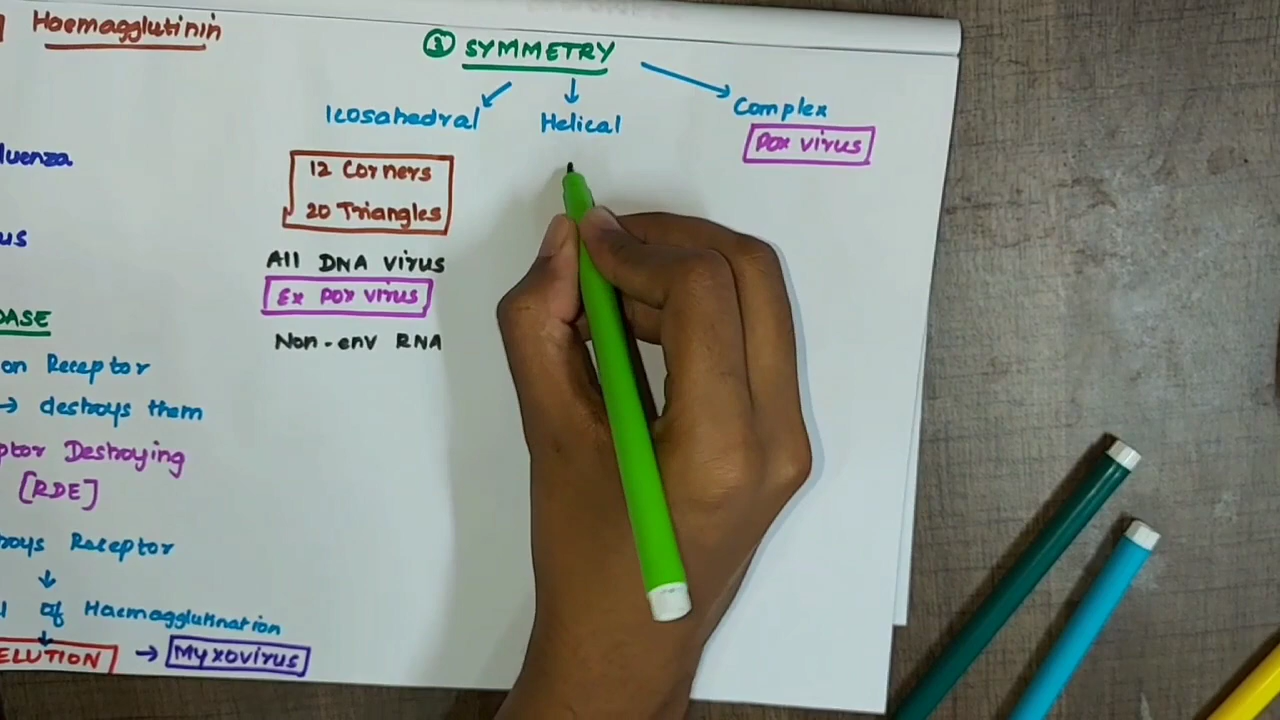 Haemagglutinin
luenza
us
DASE
on Receptor
→ destroys them
ptor Destroying
[RDE]
oys Receptor
↓
of Haemagglutination
↓
ELUTION → Myxovirus
③ SYMMETRY
Icosahedral
Helical
Complex
Pox virus
12 Corners
20 Triangles
All DNA virus
Ex pox virus
Non-env RNA